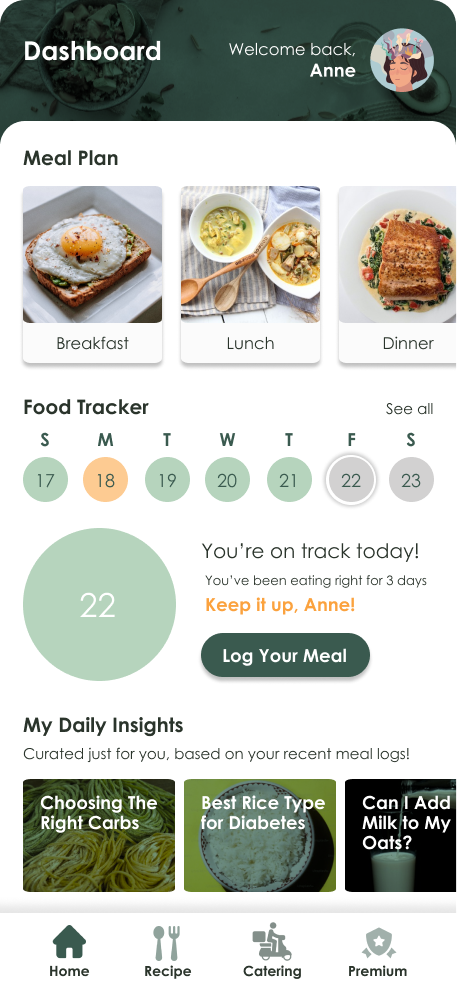 Dashboard
Welcome back,
Anne
Meal Plan
Breakfast
Lunch
Dinner
Food Tracker
See all
S M T W T F S
17 18 19 20 21 22 23
22
You’re on track today!
You’ve been eating right for 3 days
Keep it up, Anne!
Log Your Meal
My Daily Insights
Curated just for you, based on your recent meal logs!
Choosing The
Right Carbs
Best Rice Type
for Diabetes
Can I Add
Milk to My
Oats?
Home
Recipe
Catering
Premium